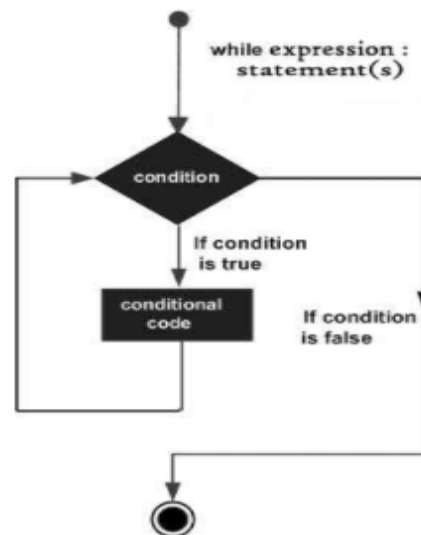 while expression :
statement(s)
condition
If condition
is true
conditional
code
If condition
is false